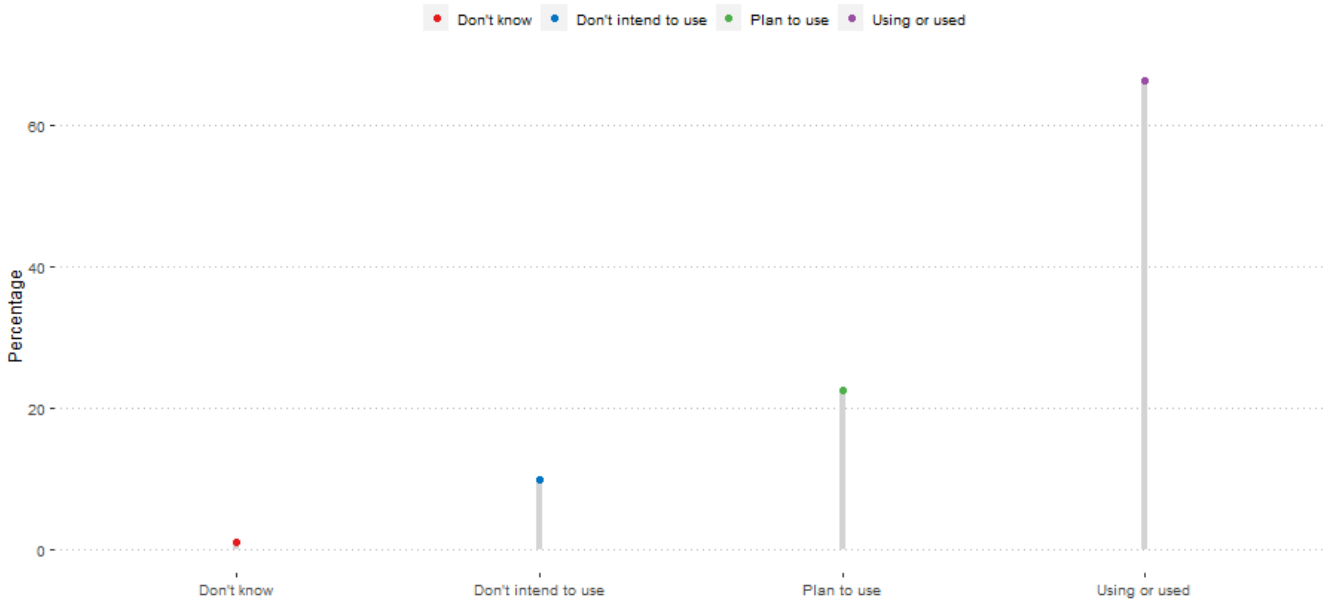 Don't know Don't intend to use Plan to use Using or used
60
40
Percentage
20
0
Don't know Don't intend to use Plan to use Using or used